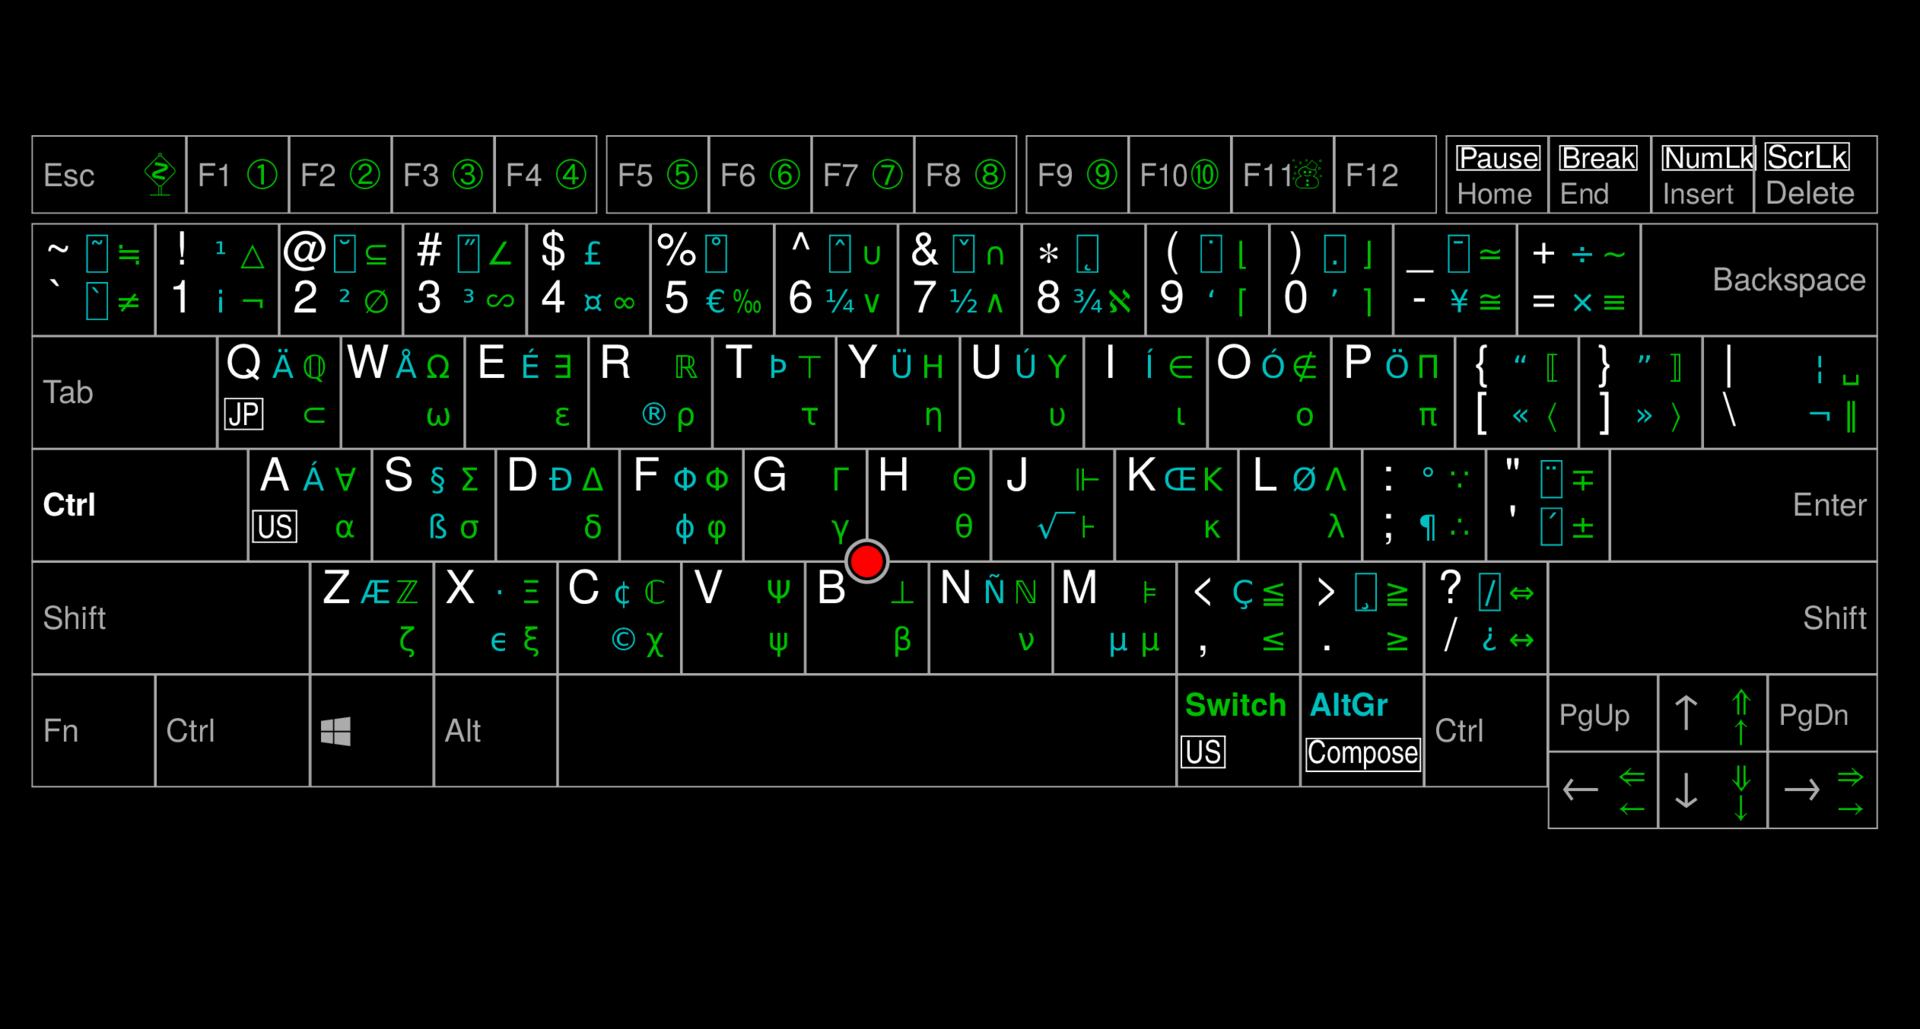 Esc F1 ① F2 ② F3 ③ F4 ④ F5 ⑤ F6 ⑥ F7 ⑦ F8 ⑧ F9 ⑨ F10 ⑩ F11 ☃ F12 Pause Break NumLk ScrLk
Home End Insert Delete
~ ˜ ≒ ! ¹ △ @ ˘ ⊆ # ˝ ∠ $ £ % ˚ ^ ˆ ∪ & ˇ ∩ * ˛ ( ˙ ⌊ ) . ⌋ _ ¯ ≃ + ÷ ∼ Backspace
` ` ≠ 1 ¡ ¬ 2 ² ∅ 3 ³ ∽ 4 ¤ ∞ 5 € ‰ 6 ¼ ∨ 7 ½ ∧ 8 ¾ ℵ 9 ‘ ⌈ 0 ’ ⌉ - ¥ ≅ = × ≡
Tab Q Ä ℚ W Å Ω E É ∃ R ℝ T Þ ⊤ Y Ü Η U Ú Υ I Í ∈ O Ó ∉ P Ö Π { “ ⟦ } ” ⟧ | ¦ ␣
JP ⊂ ω ε ® ρ τ η υ ι ο π [ « ⟨ ] » ⟩ \ ¬ ‖
Ctrl A Á ∀ S § Σ D Ð Δ F Φ Φ G Γ H Θ J ⊩ K Œ Κ L Ø Λ : ° ∵ " ¨ ∓ Enter
US α ß σ δ ϕ φ γ θ √ ⊦ κ λ ; ¶ ∴ ' ´ ±
Shift Z Æ ℤ X · Ξ C ¢ ℂ V Ψ B ⊥ N Ñ ℕ M ⊧ < Ç ≦ > ¸ ≧ ? / ⇔ Shift
ζ ϵ ξ © χ ψ β ν µ μ , ≤ . ≥ / ¿ ↔
Fn Ctrl Alt Switch AltGr Ctrl PgUp ↑ ⇑ ↑ PgDn
US Compose
← ⇐ ← ↓ ⇓ ↓ → ⇒ →